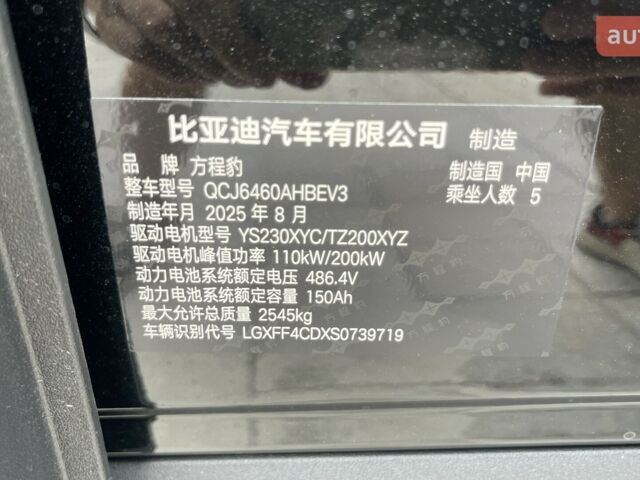 auto
比亚迪汽车有限公司 制造
品 牌 方程豹 制造国 中国
整车型号 QCJ6460AHBEV3 乘坐人数 5
制造年月 2025 年 8 月
驱动电机型号 YS230XYC/TZ200XYZ
驱动电机峰值功率 110kW/200kW
动力电池系统额定电压 486.4V
动力电池系统额定容量 150Ah
最大允许总质量 2545kg
车辆识别代号 LGXFF4CDXS0739719